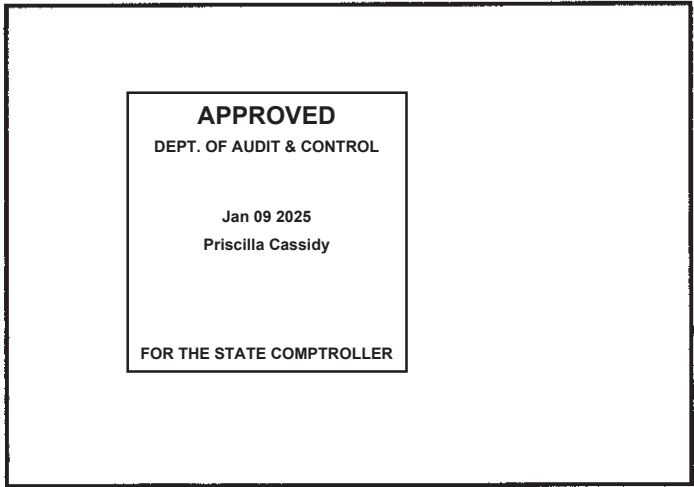 APPROVED
DEPT. OF AUDIT & CONTROL
Jan 09 2025
Priscilla Cassidy
FOR THE STATE COMPTROLLER